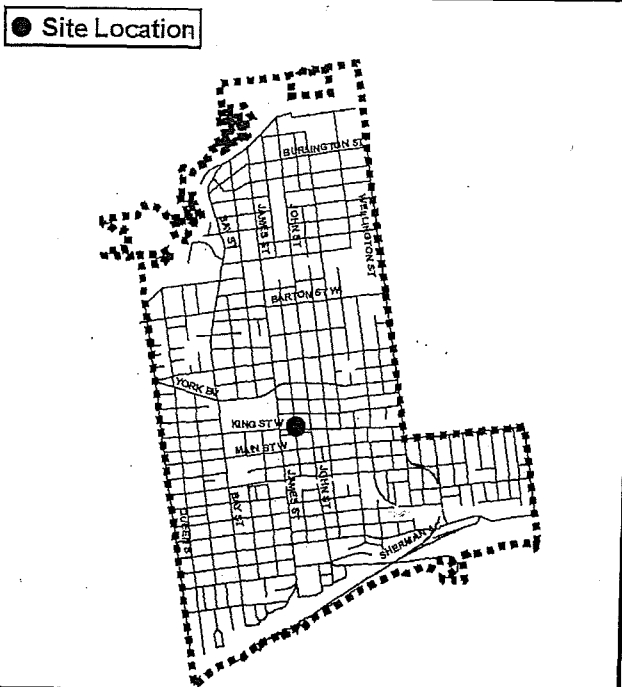 Site Location
BURLINGTON ST
BAY ST
JAMES ST
JOHN ST
WELLINGTON ST
BARTON ST W
YORK BV
KING ST W
MAIN ST W
JAMES ST
JOHN ST
BAY ST
QUEEN S
SHERMAN